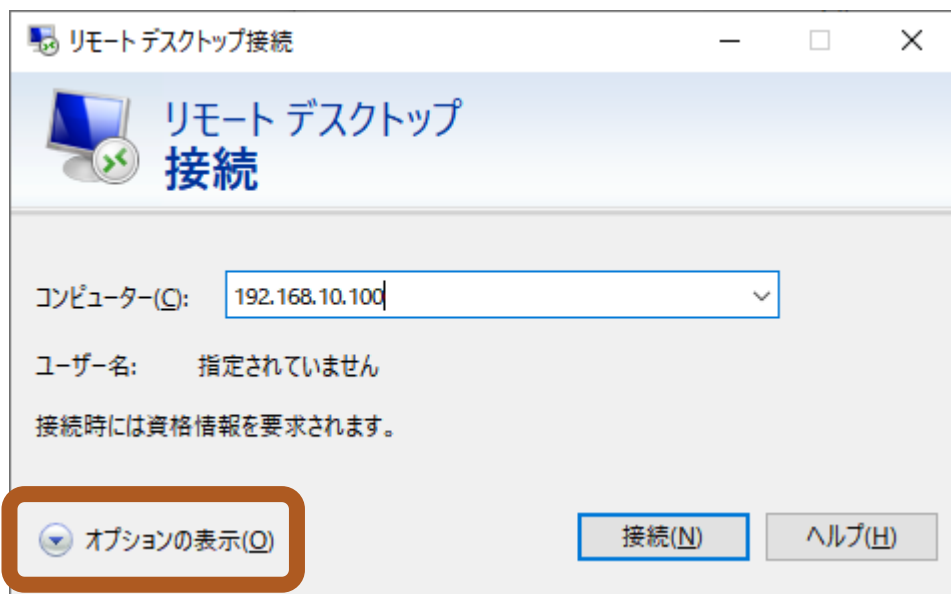 リモート デスクトップ接続
リモート デスクトップ
接続
コンピューター(C): 192.168.10.100
ユーザー名: 指定されていません
接続時には資格情報を要求されます。
オプションの表示(O) 接続(N) ヘルプ(H)